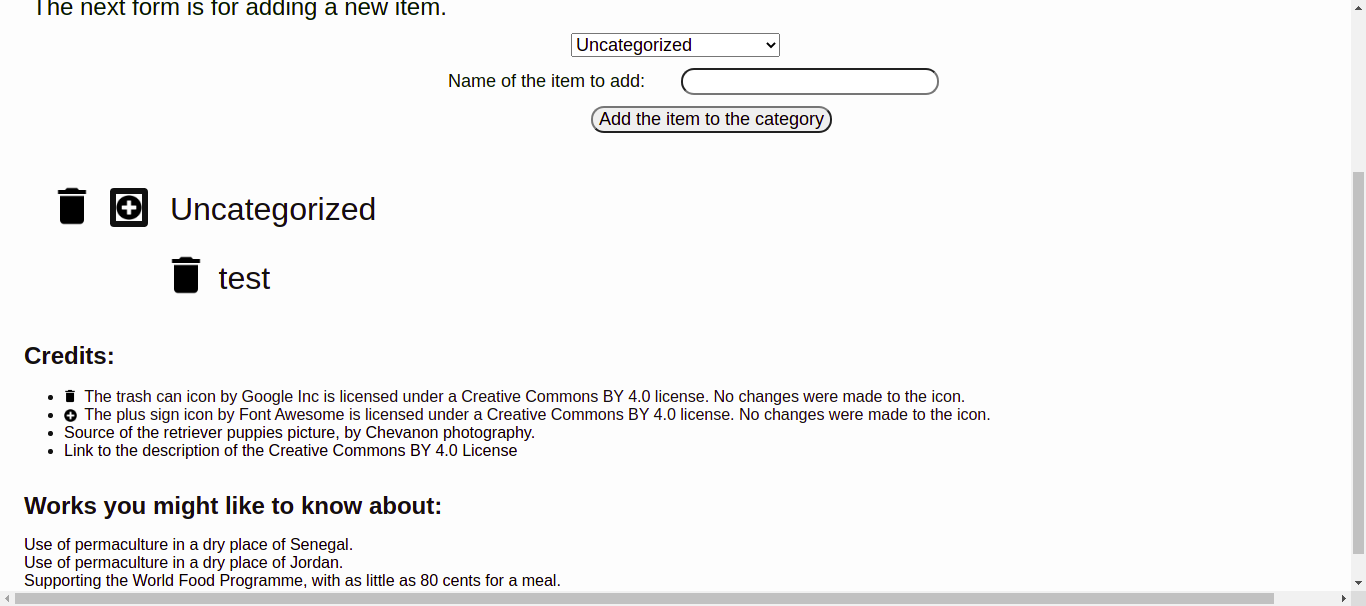 The next form is for adding a new item.
Uncategorized
Name of the item to add:
Add the item to the category
Uncategorized
test
Credits:
The trash can icon by Google Inc is licensed under a Creative Commons BY 4.0 license. No changes were made to the icon.
The plus sign icon by Font Awesome is licensed under a Creative Commons BY 4.0 license. No changes were made to the icon.
Source of the retriever puppies picture, by Chevanon photography.
Link to the description of the Creative Commons BY 4.0 License
Works you might like to know about:
Use of permaculture in a dry place of Senegal.
Use of permaculture in a dry place of Jordan.
Supporting the World Food Programme, with as little as 80 cents for a meal.